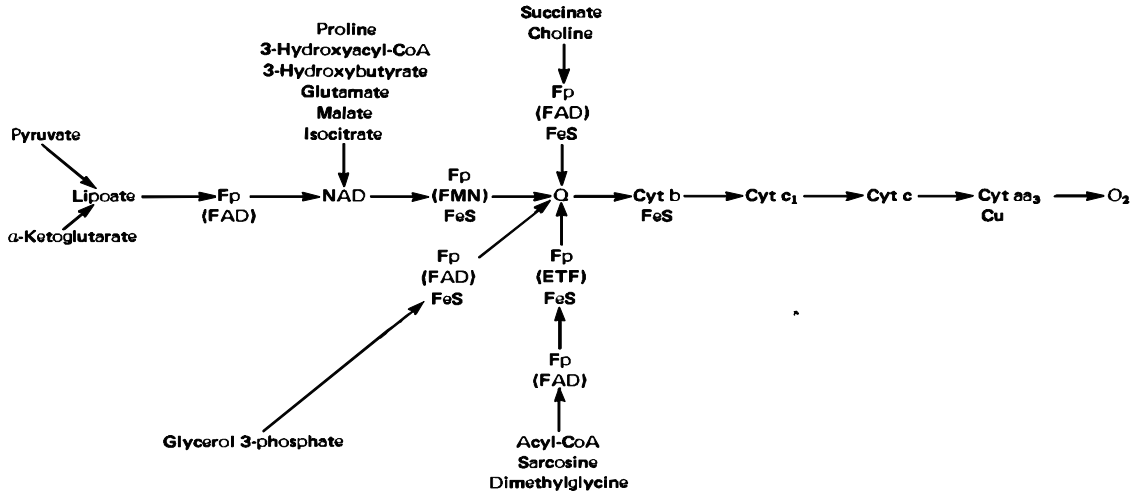 Succinate
Choline
Proline
3-Hydroxyacyl-CoA
3-Hydroxybutyrate
Glutamate
Malate
Isocitrate
Fp
(FAD)
FeS
Pyruvate
Lipoate
Fp
(FAD)
NAD
Fp
(FMN)
FeS
Q
Cyt b
FeS
Cyt c₁
Cyt c
Cyt aa₃
Cu
O₂
α-Ketoglutarate
Fp
(FAD)
FeS
Fp
(ETF)
FeS
Fp
(FAD)
Glycerol 3-phosphate
Acyl-CoA
Sarcosine
Dimethylglycine